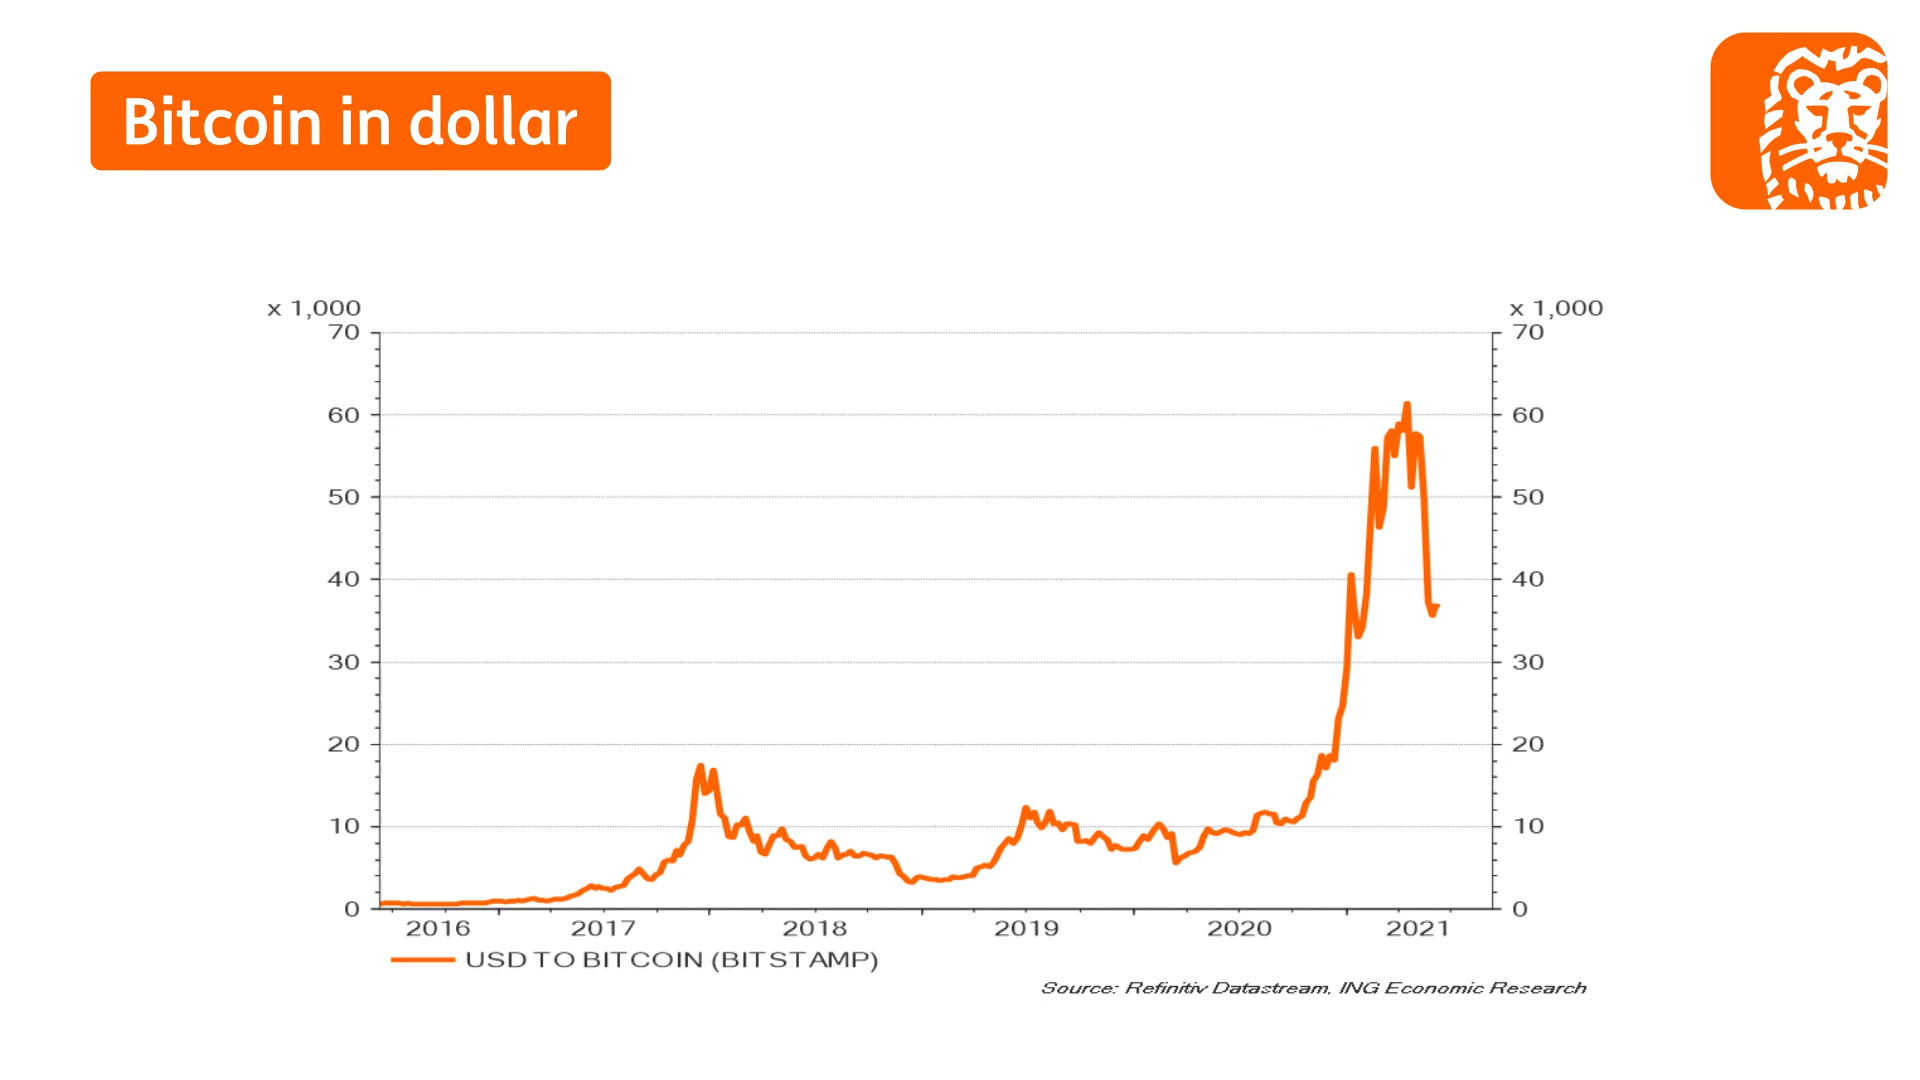 Bitcoin in dollar
x 1,000 x 1,000
70 70
60 60
50 50
40 40
30 30
20 20
10 10
0 0
2016 2017 2018 2019 2020 2021
USD TO BITCOIN (BITSTAMP)
Source: Refinitiv Datastream, ING Economic Research